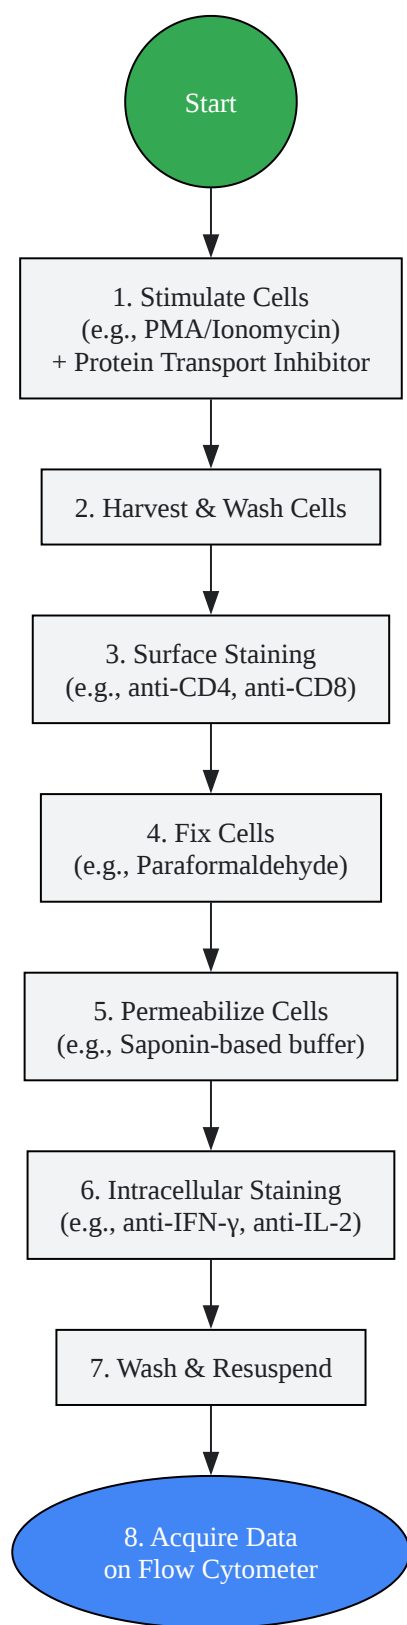 Start
1. Stimulate Cells
(e.g., PMA/Ionomycin)
+ Protein Transport Inhibitor
2. Harvest & Wash Cells
3. Surface Staining
(e.g., anti-CD4, anti-CD8)
4. Fix Cells
(e.g., Paraformaldehyde)
5. Permeabilize Cells
(e.g., Saponin-based buffer)
6. Intracellular Staining
(e.g., anti-IFN-γ, anti-IL-2)
7. Wash & Resuspend
8. Acquire Data
on Flow Cytometer